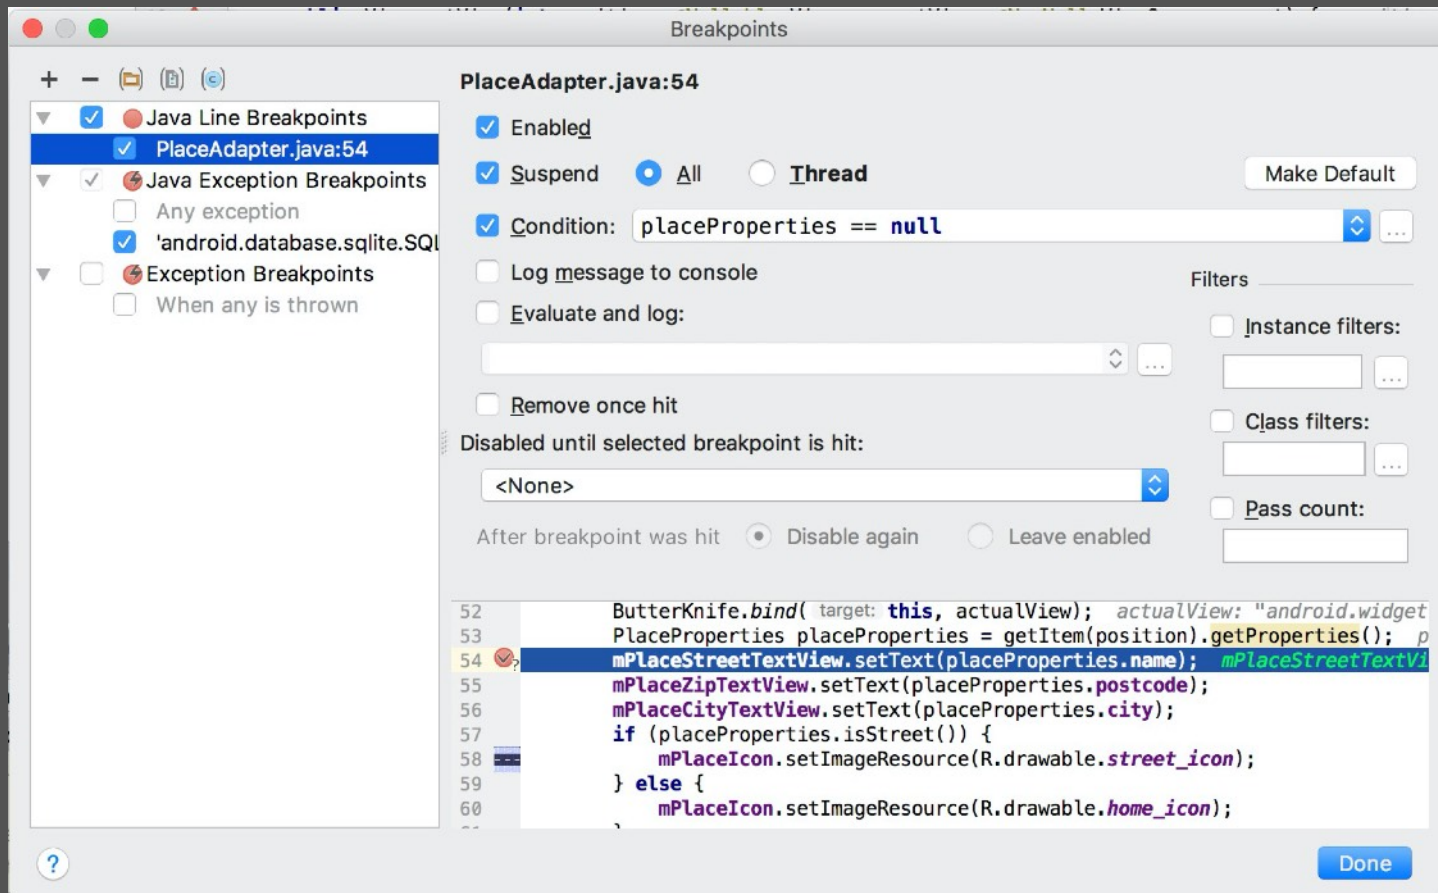 Breakpoints
PlaceAdapter.java:54
Java Line Breakpoints
PlaceAdapter.java:54
Java Exception Breakpoints
Any exception
'android.database.sqlite.SQL
Exception Breakpoints
When any is thrown
Enabled
Suspend All Thread Make Default
Condition: placeProperties == null ...
Log message to console
Evaluate and log:
...
Remove once hit
Disabled until selected breakpoint is hit:
<None>
After breakpoint was hit Disable again Leave enabled
Filters
Instance filters:
...
Class filters:
...
Pass count:
52 ButterKnife.bind( target: this, actualView); actualView: "android.widget
53 PlaceProperties placeProperties = getItem(position).getProperties(); p
54 ? mPlaceStreetTextView.setText(placeProperties.name); mPlaceStreetTextVi
55 mPlaceZipTextView.setText(placeProperties.postcode);
56 mPlaceCityTextView.setText(placeProperties.city);
57 if (placeProperties.isStreet()) {
58 mPlaceIcon.setImageResource(R.drawable.street_icon);
59 } else {
60 mPlaceIcon.setImageResource(R.drawable.home_icon);
?
Done